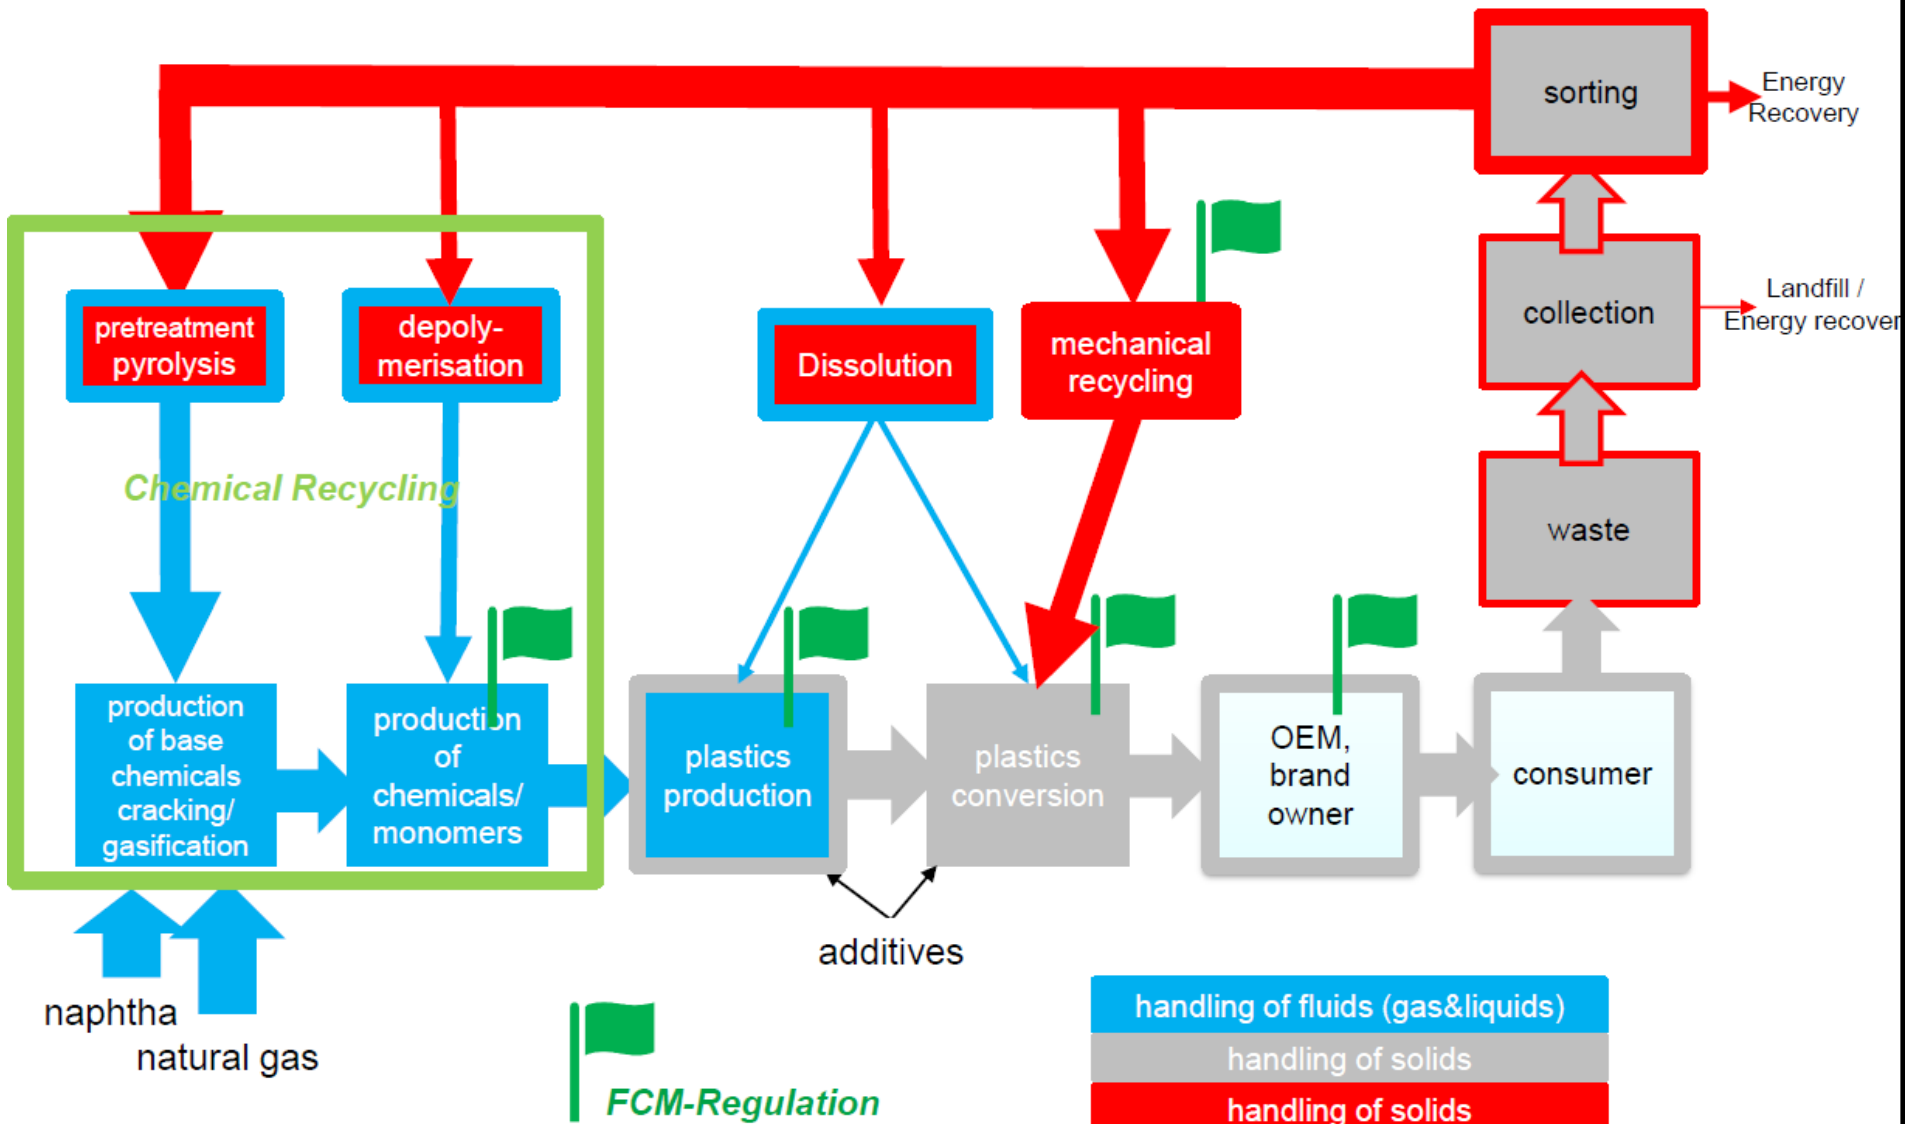 sorting
Energy
Recovery
collection
Landfill /
Energy recover
waste
pretreatment
pyrolysis
depoly-
merisation
Dissolution
mechanical
recycling
Chemical Recycling
production
of base
chemicals
cracking/
gasification
production
of
chemicals/
monomers
plastics
production
plastics
conversion
OEM,
brand
owner
consumer
additives
naphtha
natural gas
FCM-Regulation
handling of fluids (gas&liquids)
handling of solids
handling of solids